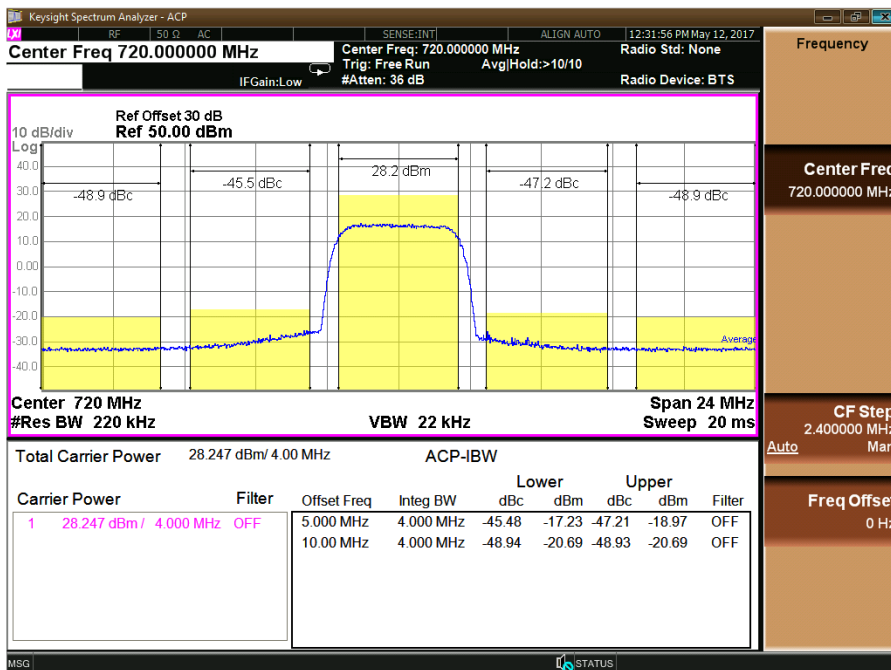 Keysight Spectrum Analyzer - ACP
LXI RF 50 Ω AC SENSE:INT ALIGN AUTO 12:31:56 PM May 12, 2017
Center Freq 720.000000 MHz
Center Freq: 720.000000 MHz Radio Std: None
Trig: Free Run Avg|Hold:>10/10
IFGain:Low #Atten: 36 dB Radio Device: BTS
Ref Offset 30 dB
10 dB/div Ref 50.00 dBm
Log
40.0
30.0
20.0
10.0
0.00
-10.0
-20.0
-30.0
-40.0
-48.9 dBc -45.5 dBc 28.2 dBm -47.2 dBc -48.9 dBc
Average
Center 720 MHz Span 24 MHz
#Res BW 220 kHz VBW 22 kHz Sweep 20 ms
Total Carrier Power 28.247 dBm/ 4.00 MHz ACP-IBW
Lower Upper
Carrier Power Filter Offset Freq Integ BW dBc dBm dBc dBm Filter
1 28.247 dBm / 4.000 MHz OFF 5.000 MHz 4.000 MHz -45.48 -17.23 -47.21 -18.97 OFF
10.00 MHz 4.000 MHz -48.94 -20.69 -48.93 -20.69 OFF
MSG STATUS
Frequency
Center Freq
720.000000 MHz
CF Step
2.400000 MHz
Auto Man
Freq Offset
0 Hz